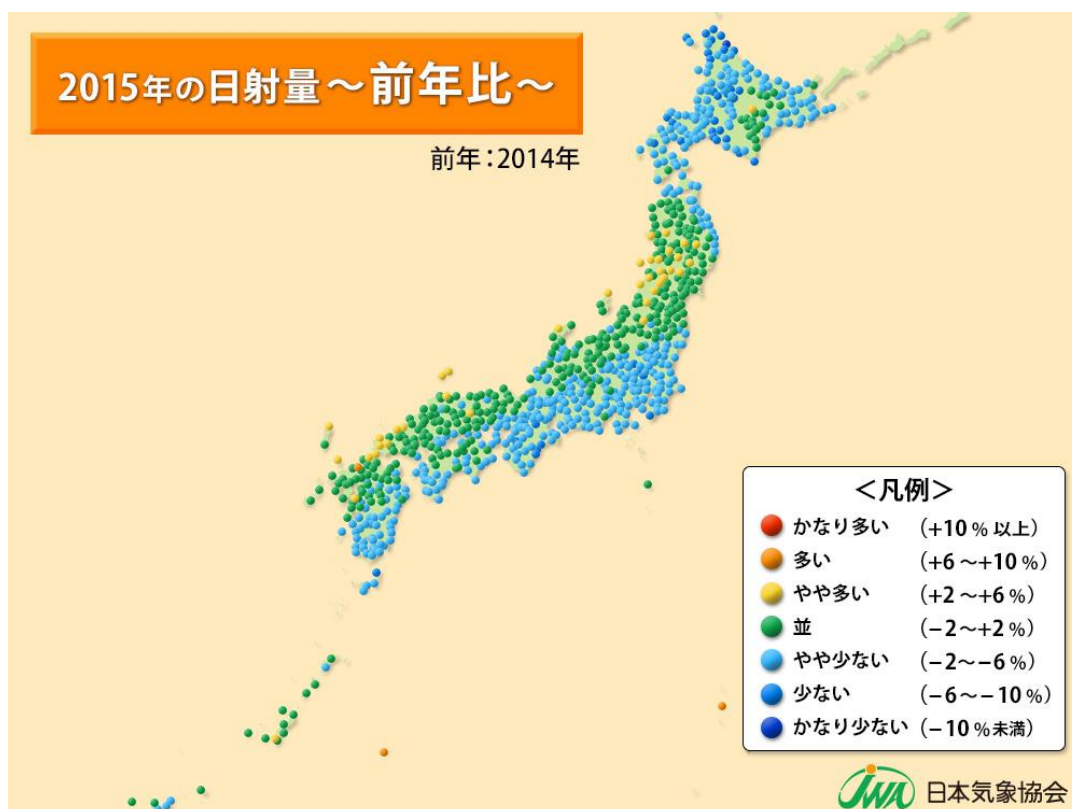 2015年の日射量～前年比～
前年：2014年
＜凡例＞
かなり多い （+10 % 以上）
多い （+6 ～+10 %）
やや多い （+2 ～+6 %）
並 （−2～+2 %）
やや少ない （−2～−6 %）
少ない （−6～−10 %）
かなり少ない （−10 % 未満）
JWA 日本気象協会